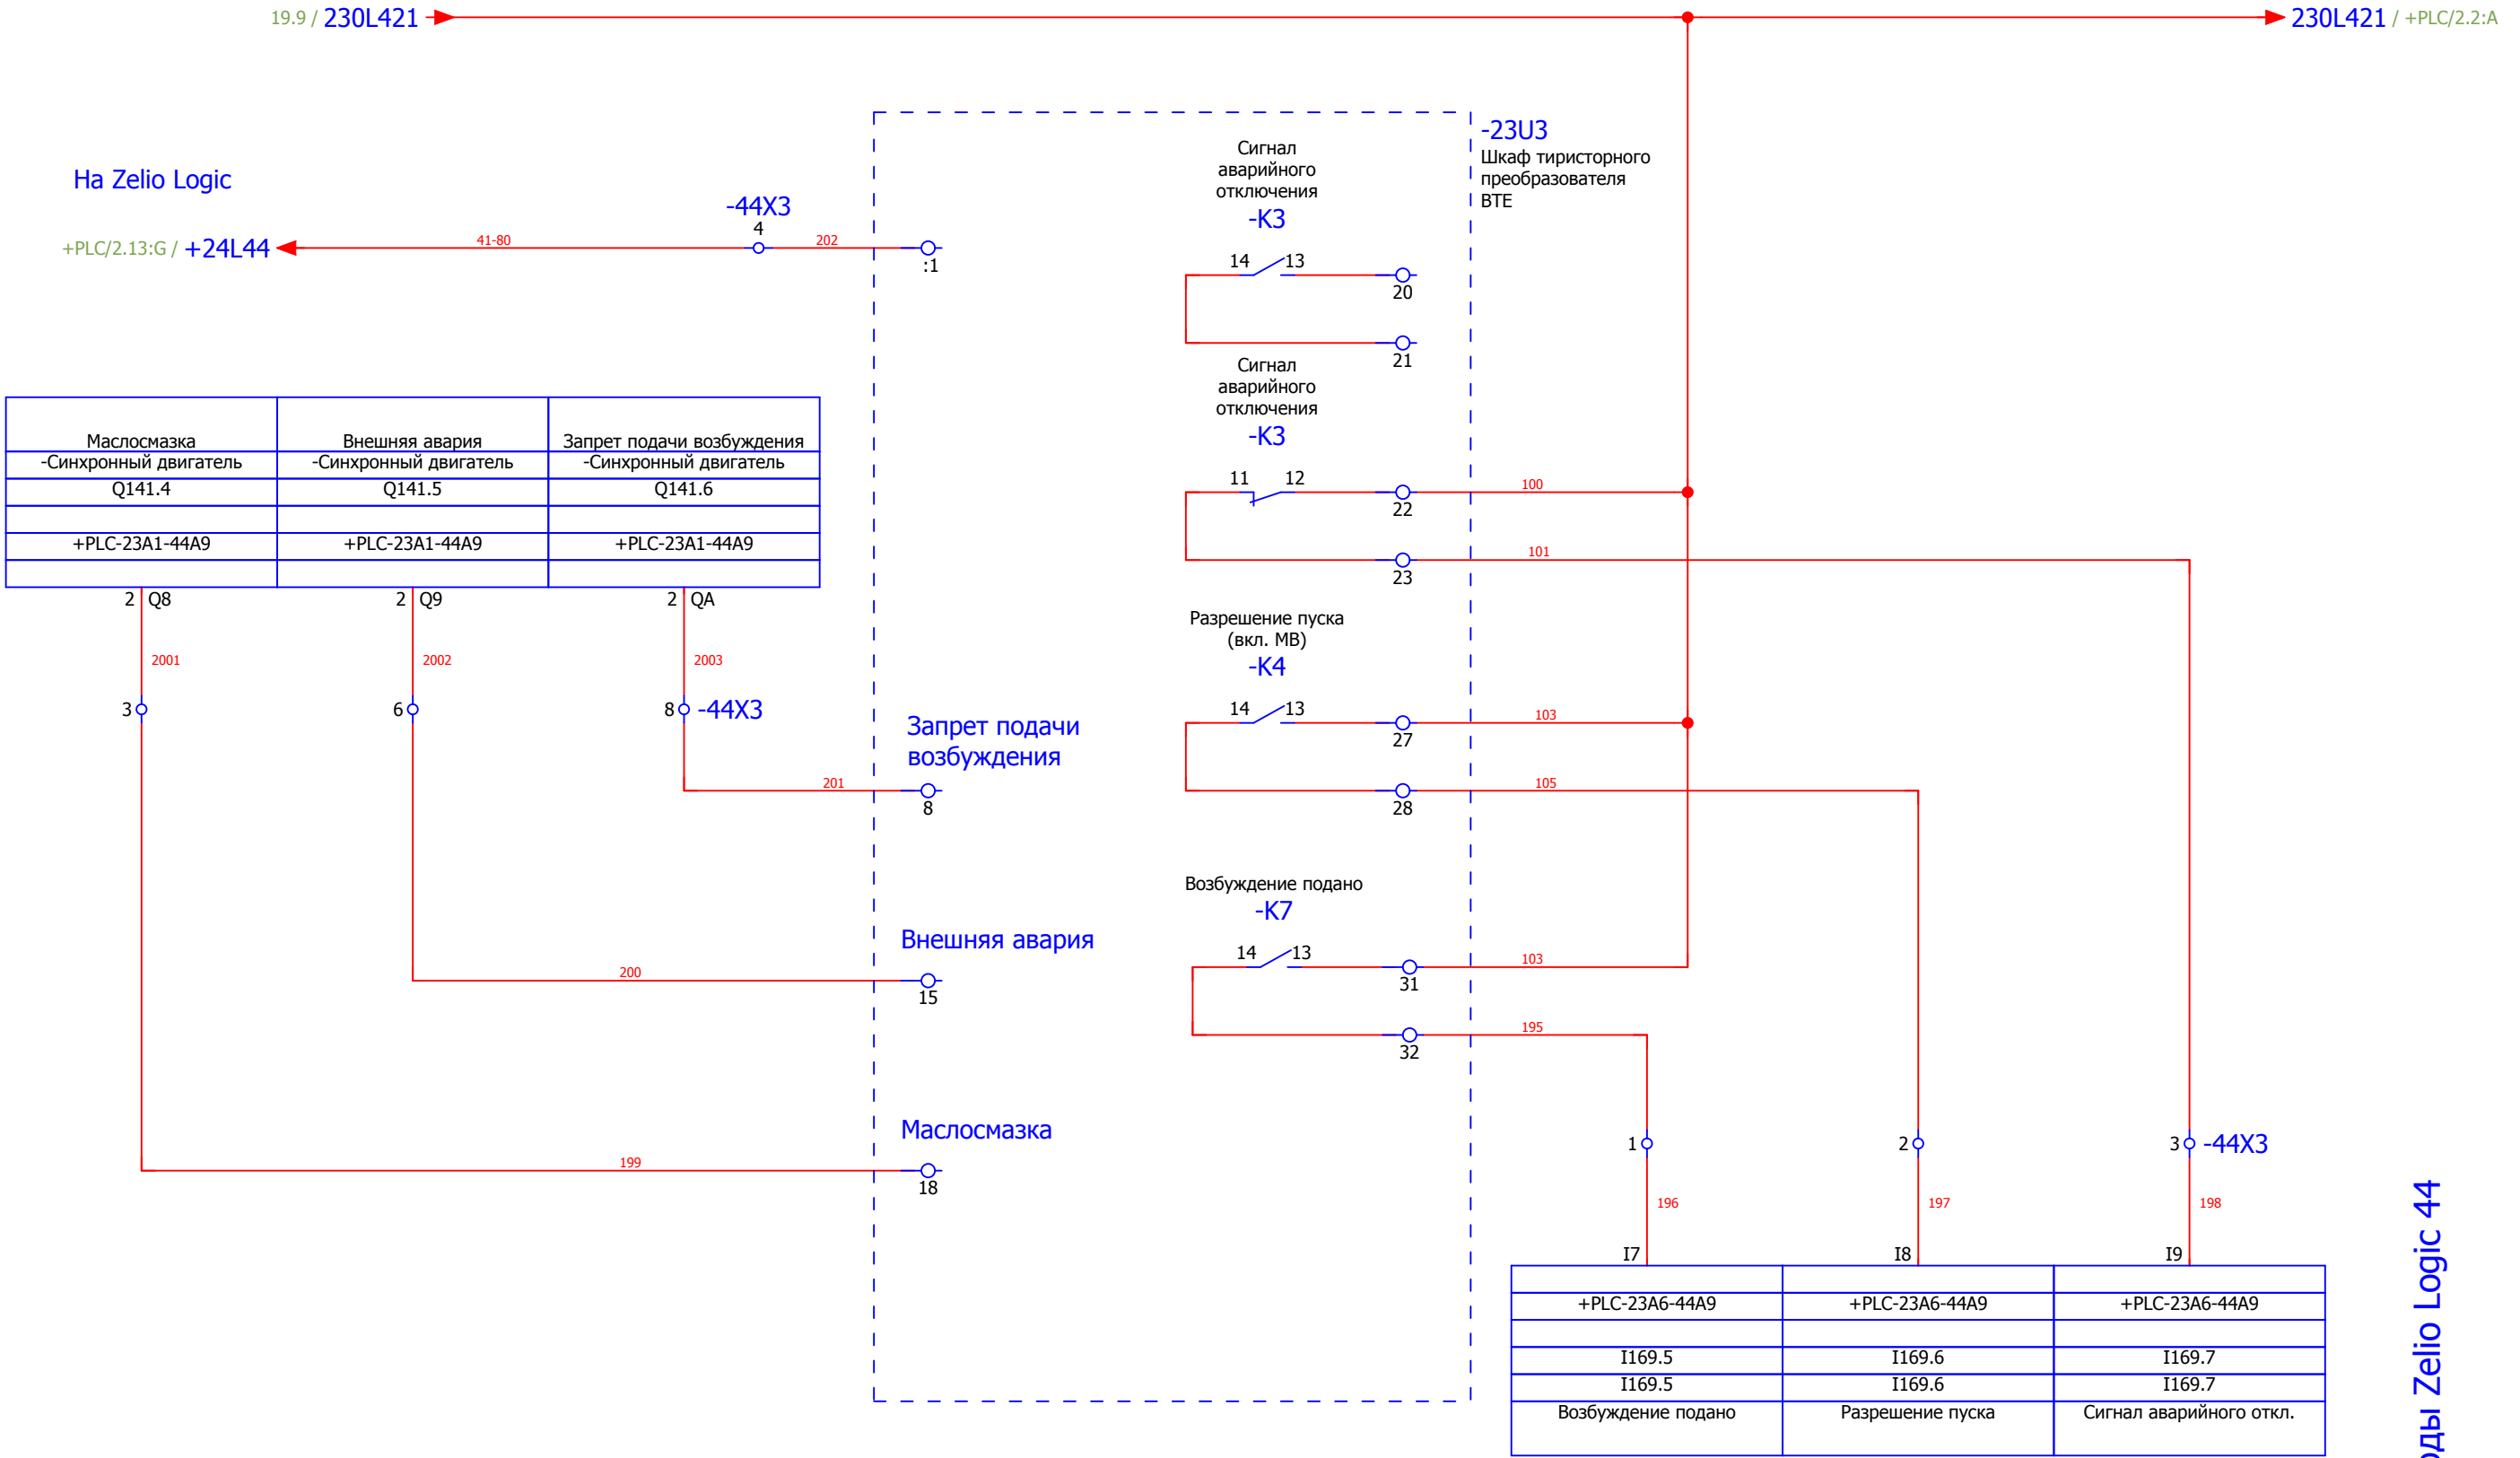 19.9 / 230L421
230L421 / +PLC/2.2:A
-23U3
Шкаф тиристорного
преобразователя
ВТЕ
На Zelio Logic
+PLC/2.13:G / +24L44
41-80
-44X3
4
202
:1
Сигнал
аварийного
отключения
-K3
14 13
20
21
Сигнал
аварийного
отключения
-K3
11 12
22
100
23
101
Маслосмазка Внешняя авария Запрет подачи возбуждения
-Синхронный двигатель -Синхронный двигатель -Синхронный двигатель
Q141.4 Q141.5 Q141.6
+PLC-23A1-44A9 +PLC-23A1-44A9 +PLC-23A1-44A9
2 Q8 2 Q9 2 QA
2001 2002 2003
3 6 8 -44X3
Разрешение пуска
(вкл. МВ)
-K4
14 13
27
103
28
105
Запрет подачи
возбуждения
201
8
Возбуждение подано
-K7
14 13
31
103
32
195
Внешняя авария
200
15
Маслосмазка
199
18
1 2 3 -44X3
196 197 198
I7 I8 I9
+PLC-23A6-44A9 +PLC-23A6-44A9 +PLC-23A6-44A9
I169.5 I169.6 I169.7
I169.5 I169.6 I169.7
Возбуждение подано Разрешение пуска Сигнал аварийного откл.
Zelio Logic 44